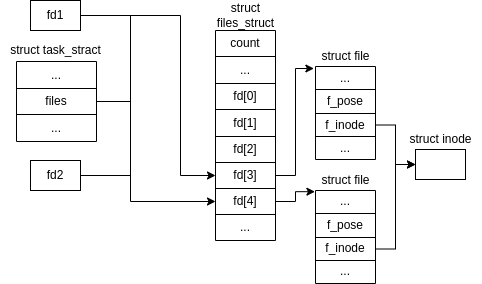 fd1
struct task_stract
...
files
...
fd2
struct
files_struct
count
...
fd[0]
fd[1]
fd[2]
fd[3]
fd[4]
...
struct file
...
f_pose
f_inode
...
struct file
...
f_pose
f_inode
...
struct inode